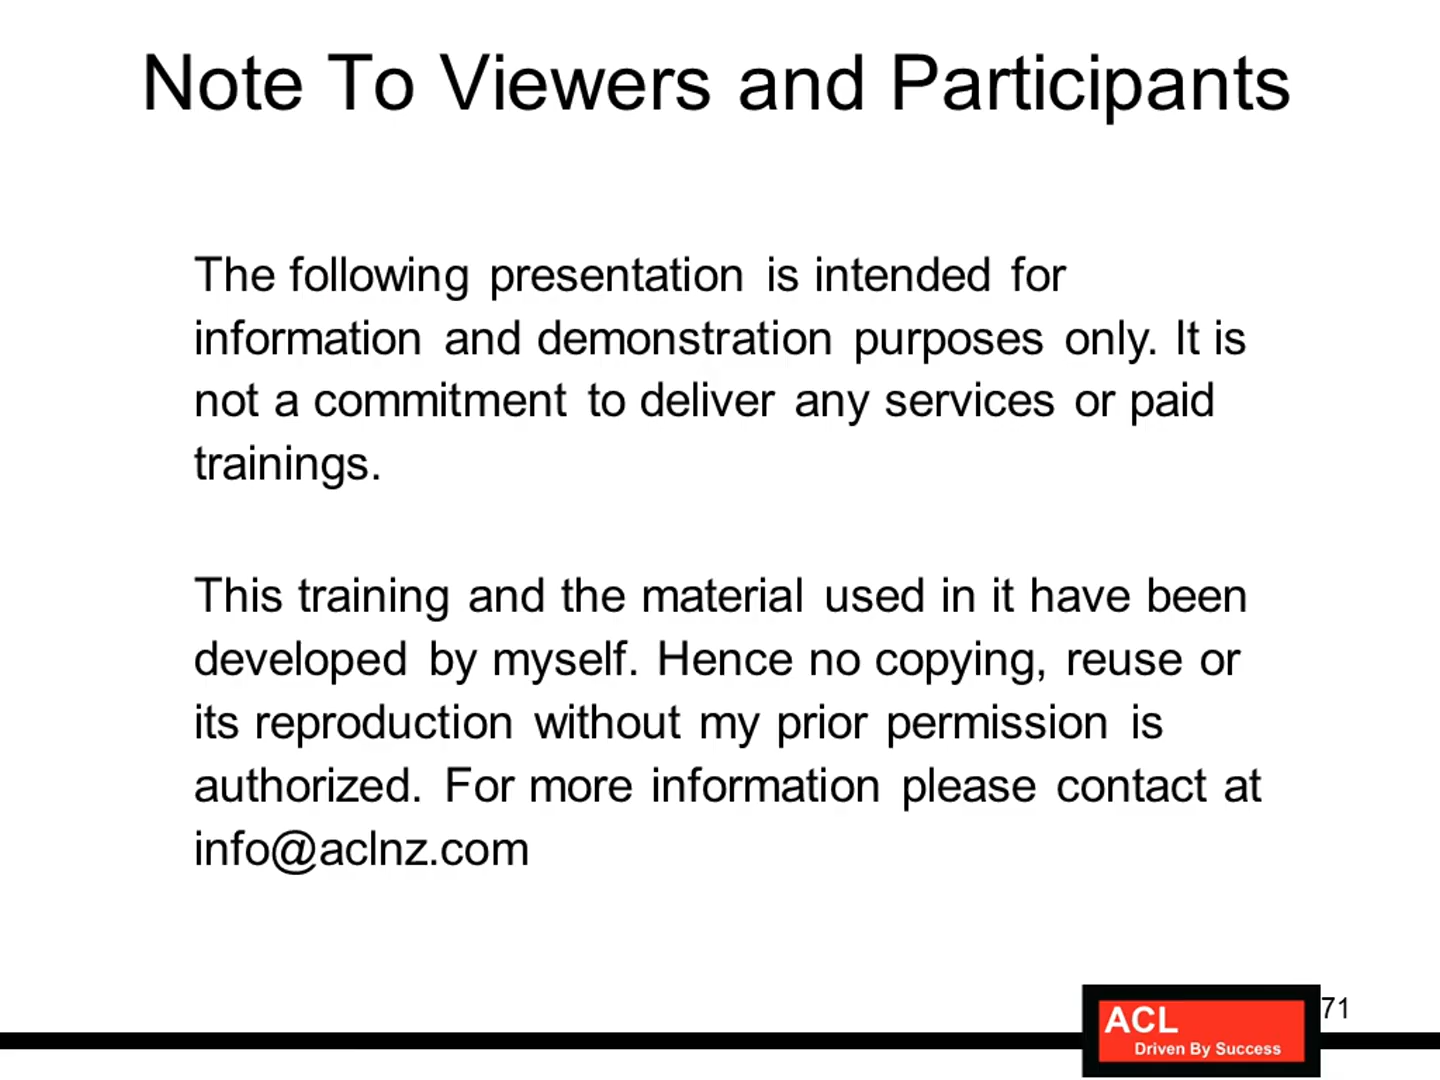 Note To Viewers and Participants
The following presentation is intended for
information and demonstration purposes only. It is
not a commitment to deliver any services or paid
trainings.
This training and the material used in it have been
developed by myself. Hence no copying, reuse or
its reproduction without my prior permission is
authorized. For more information please contact at
info@aclnz.com
71
ACL
Driven By Success